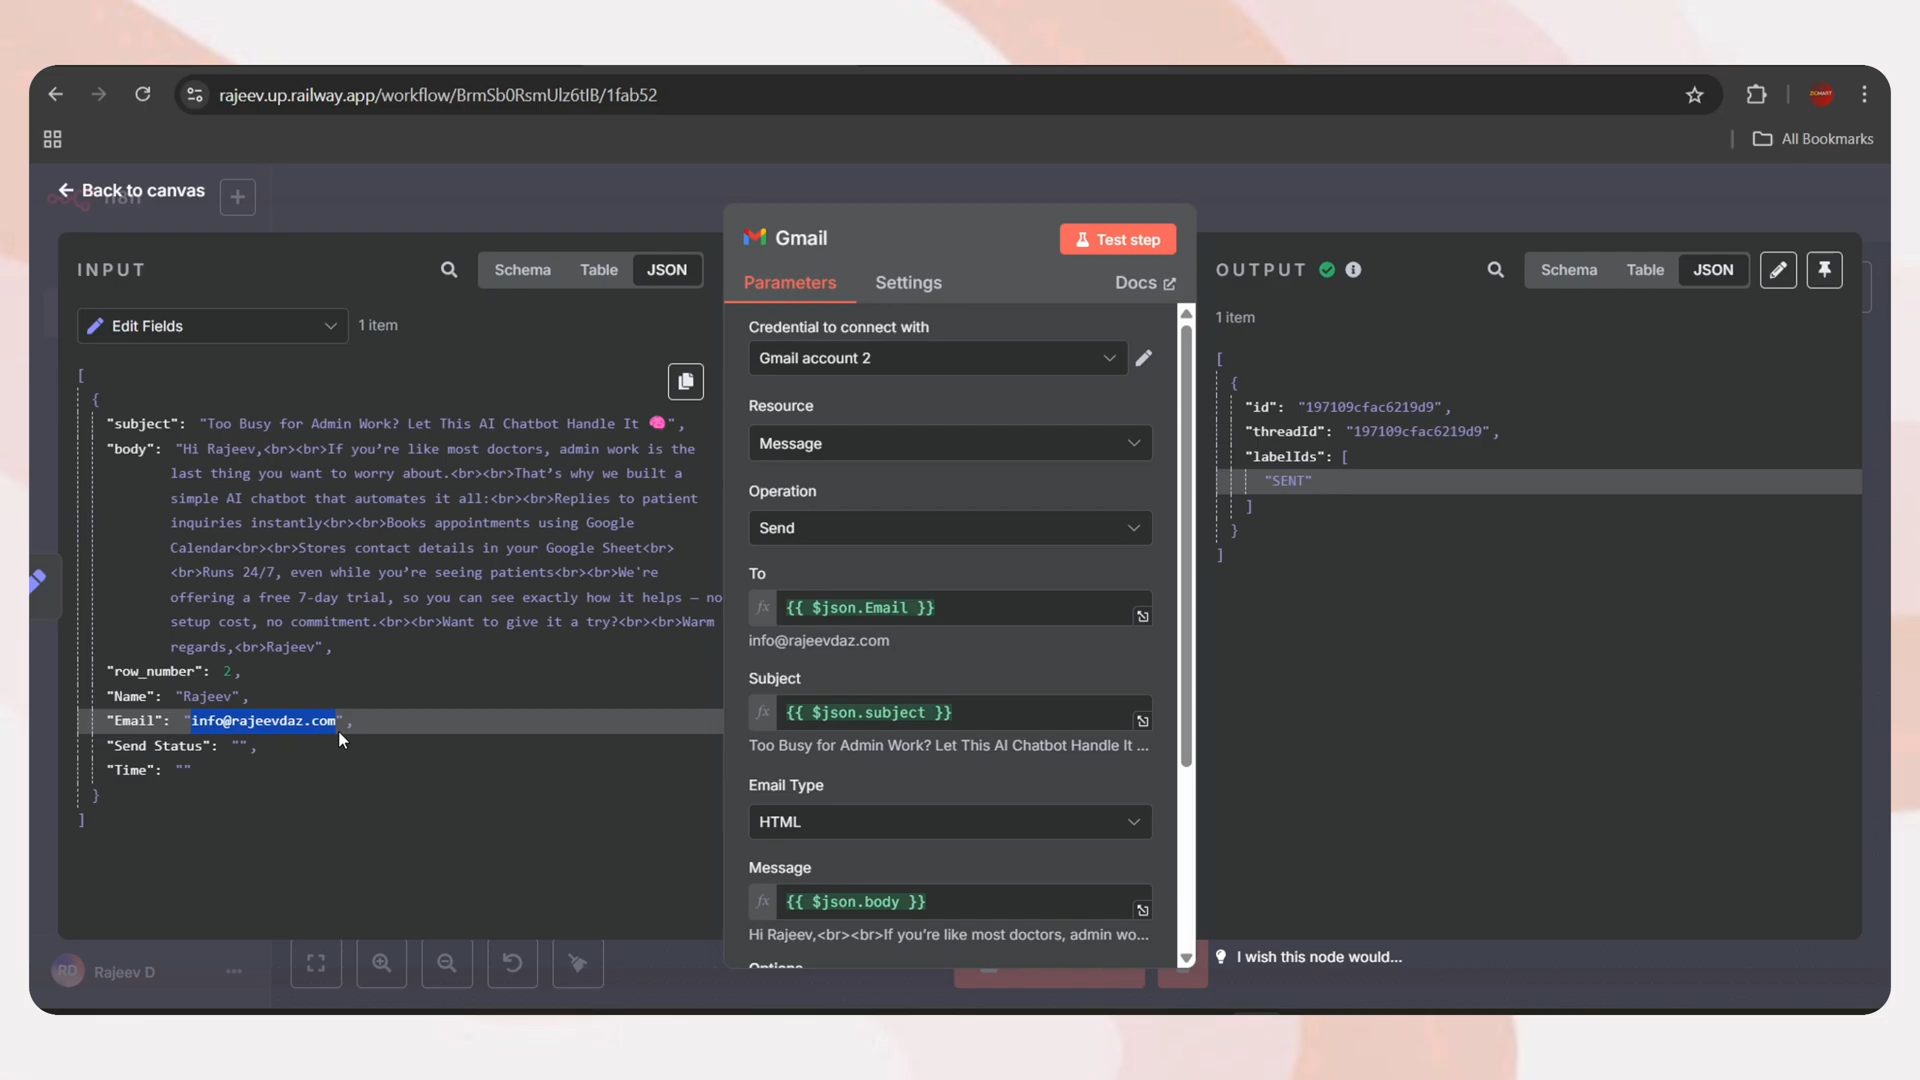 rajeev.up.railway.app/workflow/BrmSb0RsmUlz6tIB/1fab52
ZICMART
All Bookmarks
Back to canvas
n8n
INPUT
Schema
Table
JSON
Edit Fields
1 item
[
{
"subject": "Too Busy for Admin Work? Let This AI Chatbot Handle It 🧠",
"body": "Hi Rajeev,<br><br>If you’re like most doctors, admin work is the
last thing you want to worry about.<br><br>That’s why we built a
simple AI chatbot that automates it all:<br><br>Replies to patient
inquiries instantly<br><br>Books appointments using Google
Calendar<br><br>Stores contact details in your Google Sheet<br>
<br>Runs 24/7, even while you’re seeing patients<br><br>We're
offering a free 7-day trial, so you can see exactly how it helps — no
setup cost, no commitment.<br><br>Want to give it a try?<br><br>Warm
regards,<br>Rajeev",
"row_number": 2,
"Name": "Rajeev",
"Email": "info@rajeevdaz.com",
"Send Status": "",
"Time": ""
}
]
Gmail
Test step
Parameters
Settings
Docs
Credential to connect with
Gmail account 2
Resource
Message
Operation
Send
To
fx {{ $json.Email }}
info@rajeevdaz.com
Subject
fx {{ $json.subject }}
Too Busy for Admin Work? Let This AI Chatbot Handle It ...
Email Type
HTML
Message
fx {{ $json.body }}
Hi Rajeev,<br><br>If you’re like most doctors, admin wo...
Options
OUTPUT
Schema
Table
JSON
1 item
[
{
"id": "197109cfac6219d9",
"threadId": "197109cfac6219d9",
"labelIds": [
"SENT"
]
}
]
RD
Rajeev D
I wish this node would...